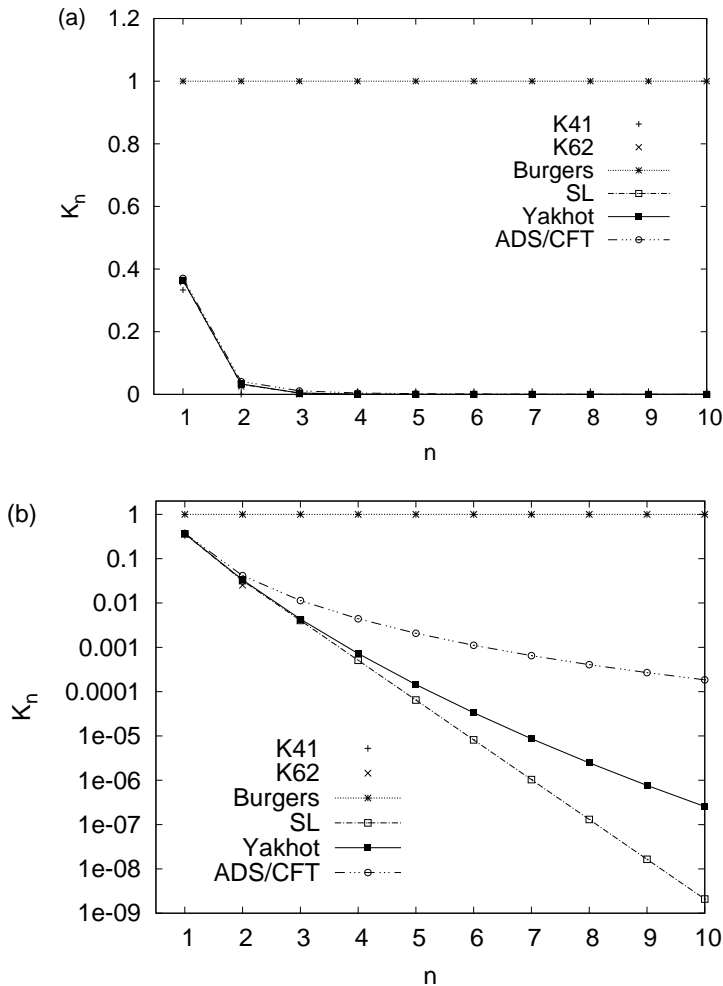 (a)
1.2
1
0.8
0.6
0.4
0.2
0
K_n
K41
K62
Burgers
SL
Yakhot
ADS/CFT
1 2 3 4 5 6 7 8 9 10
n
(b)
1
0.1
0.01
0.001
0.0001
1e-05
1e-06
1e-07
1e-08
1e-09
K_n
K41
K62
Burgers
SL
Yakhot
ADS/CFT
1 2 3 4 5 6 7 8 9 10
n